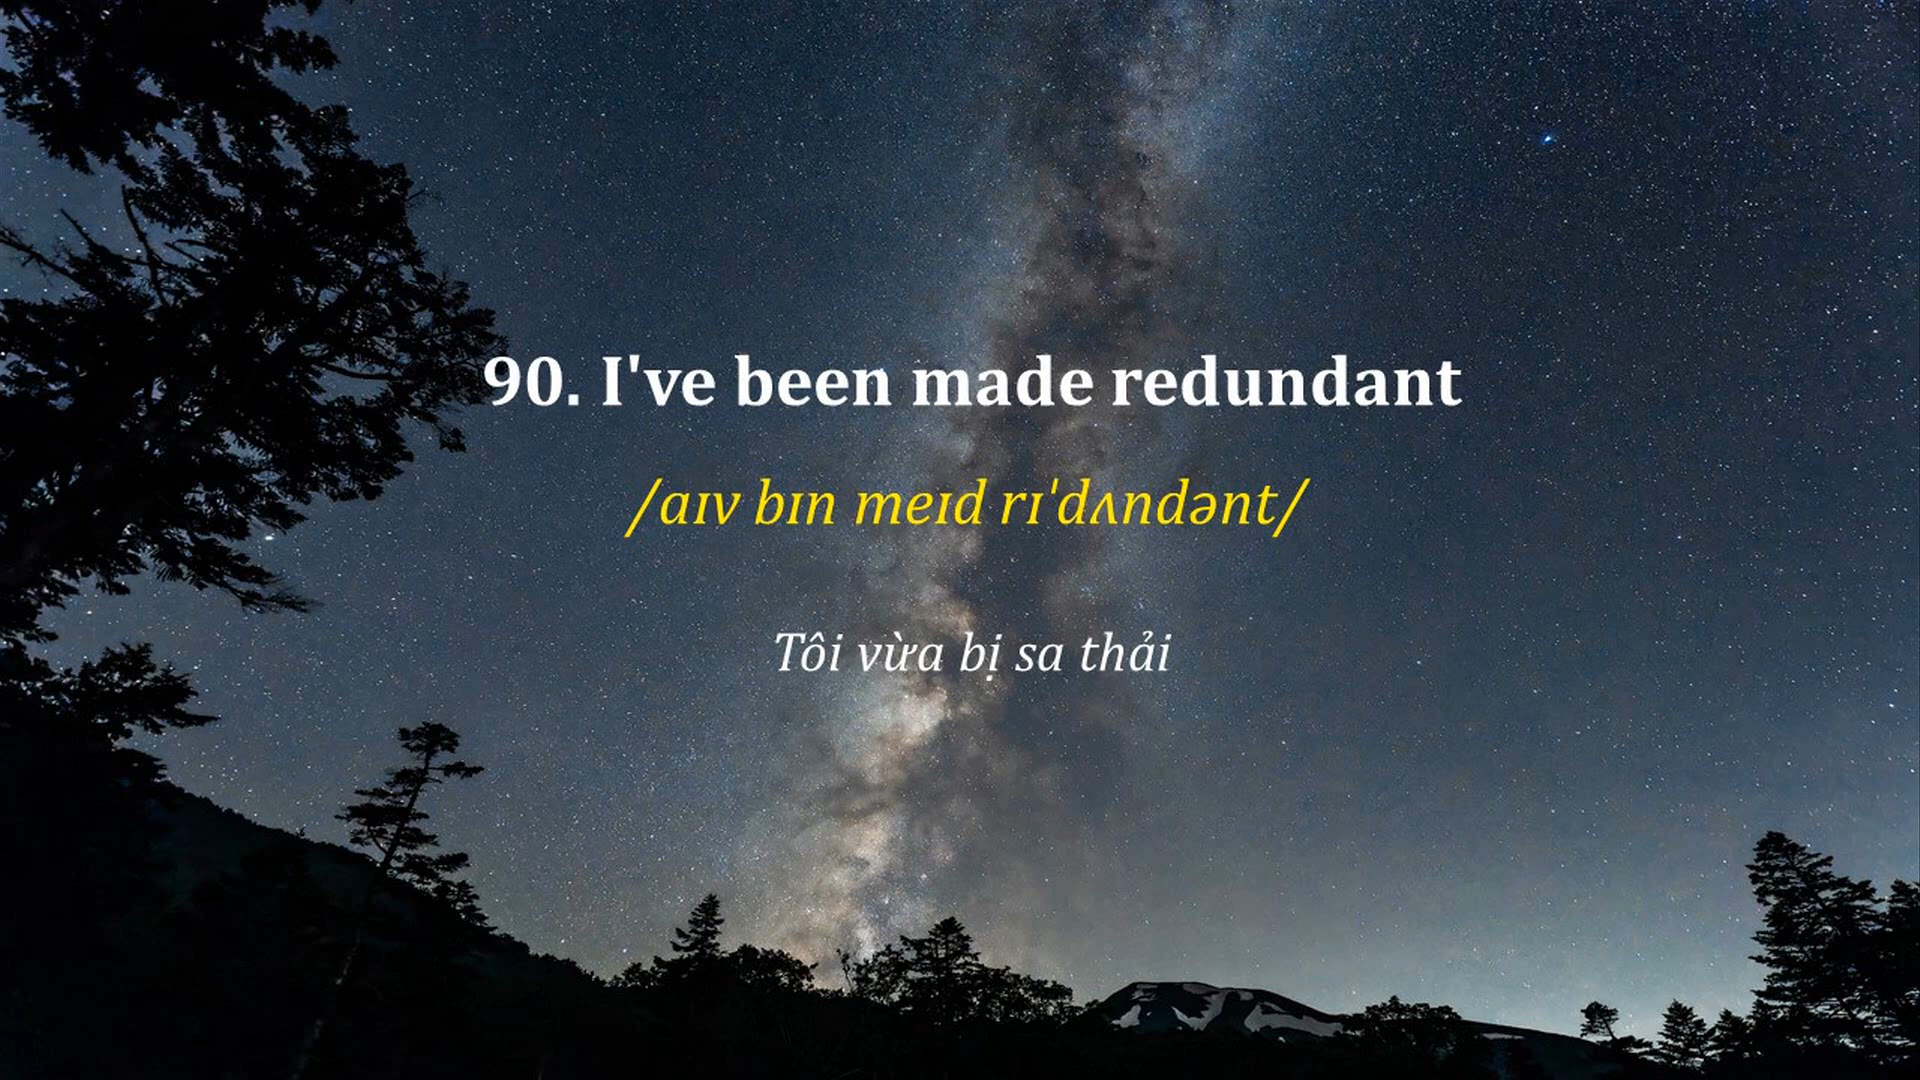 90. I've been made redundant
/aɪv bɪn meɪd rɪˈdʌndənt/
Tôi vừa bị sa thải